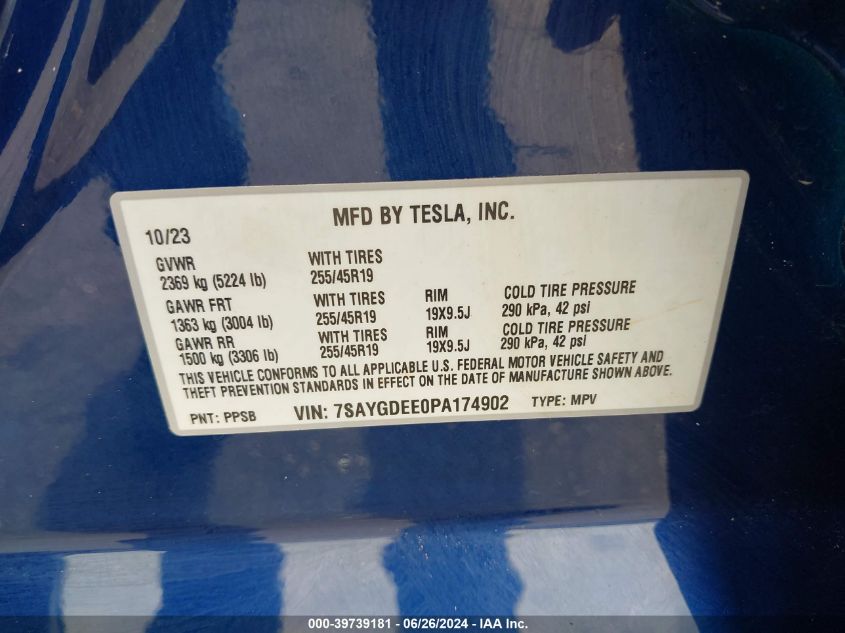 MFD BY TESLA, INC.
10/23
GVWR WITH TIRES
2369 kg (5224 lb) 255/45R19
GAWR FRT WITH TIRES RIM COLD TIRE PRESSURE
1363 kg (3004 lb) 255/45R19 19X9.5J 290 kPa, 42 psi
GAWR RR WITH TIRES RIM COLD TIRE PRESSURE
1500 kg (3306 lb) 255/45R19 19X9.5J 290 kPa, 42 psi
THIS VEHICLE CONFORMS TO ALL APPLICABLE U.S. FEDERAL MOTOR VEHICLE SAFETY AND
THEFT PREVENTION STANDARDS IN EFFECT ON THE DATE OF MANUFACTURE SHOWN ABOVE.
PNT: PPSB VIN: 7SAYGDEE0PA174902 TYPE: MPV
000-39739181 - 06/26/2024 - IAAI.com